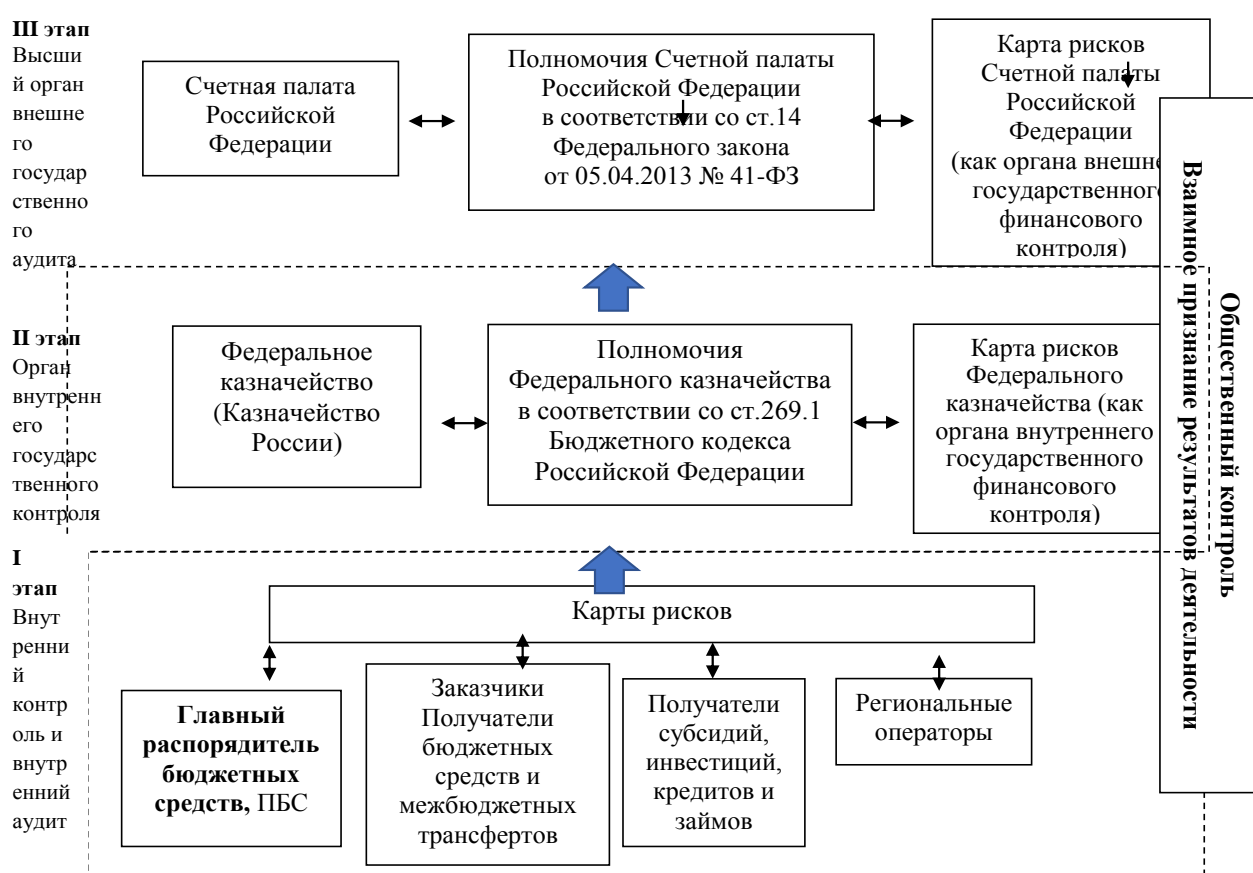 III этап
Высши
й орган
внешне
го
государ
ственно
го
аудита
Счетная палата
Российской
Федерации
Полномочия Счетной палаты
Российской Федерации
в соответствии со ст.14
Федерального закона
от 05.04.2013 № 41-ФЗ
Карта рисков
Счетной палаты
Российской
Федерации
(как органа внешне
государственного
финансового
контроля)
II этап
Орган
внутренн
его
государс
твенного
контроля
Федеральное
казначейство
(Казначейство
России)
Полномочия
Федерального казначейства
в соответствии со ст.269.1
Бюджетного кодекса
Российской Федерации
Карта рисков
Федерального
казначейства (как
органа внутреннего
государственного
финансового
контроля)
I
этап
Внут
ренни
й
контр
оль и
внутр
енний
аудит
Карты рисков
Главный
распорядитель
бюджетных
средств, ПБС
Заказчики
Получатели
бюджетных
средств и
межбюджетных
трансфертов
Получатели
субсидий,
инвестиций,
кредитов и
займов
Региональные
операторы
Общественный контроль
Взаимное признание результатов деятельности